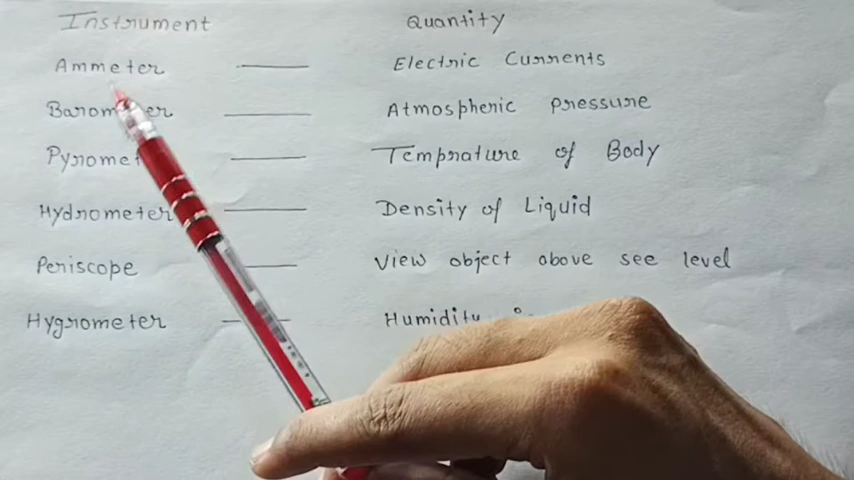 Instrument Quantity
Ammeter Electric Currents
Atmospheric pressure
Temprature of Body
Hydrometer Density of Liquid
Periscope View object above see level
Hygrometer Humidity